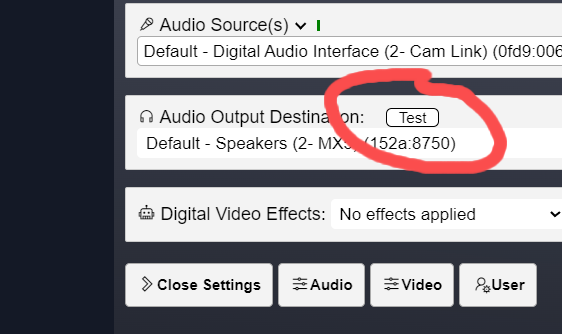 Audio Source(s)
Default - Digital Audio Interface (2- Cam Link) (0fd9:006
Audio Output Destination: Test
Default - Speakers (2- MX5) (152a:8750)
Digital Video Effects: No effects applied
Close Settings Audio Video User